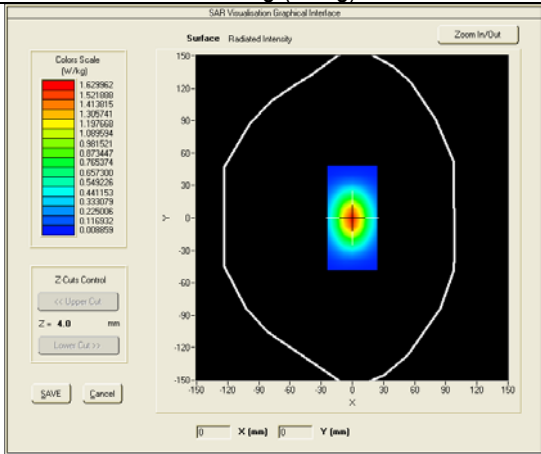 SAR Visualisation Graphical Interface
Surface Radiated Intensity
Zoom In/Out
Colors Scale
(W/kg)
1.629962
1.521888
1.413815
1.305741
1.197668
1.089594
0.981521
0.873447
0.765374
0.657300
0.549226
0.441153
0.333079
0.225006
0.116932
0.008859
Z Cuts Control
<< Upper Cut
Z = 4.0 mm
Lower Cut >>
SAVE Cancel
150-
120-
90-
60-
30-
Y 0-
-30-
-60-
-90-
-120-
-150-
-150 -120 -90 -60 -30 0 30 60 90 120 150
X
0 X (mm) 0 Y (mm)